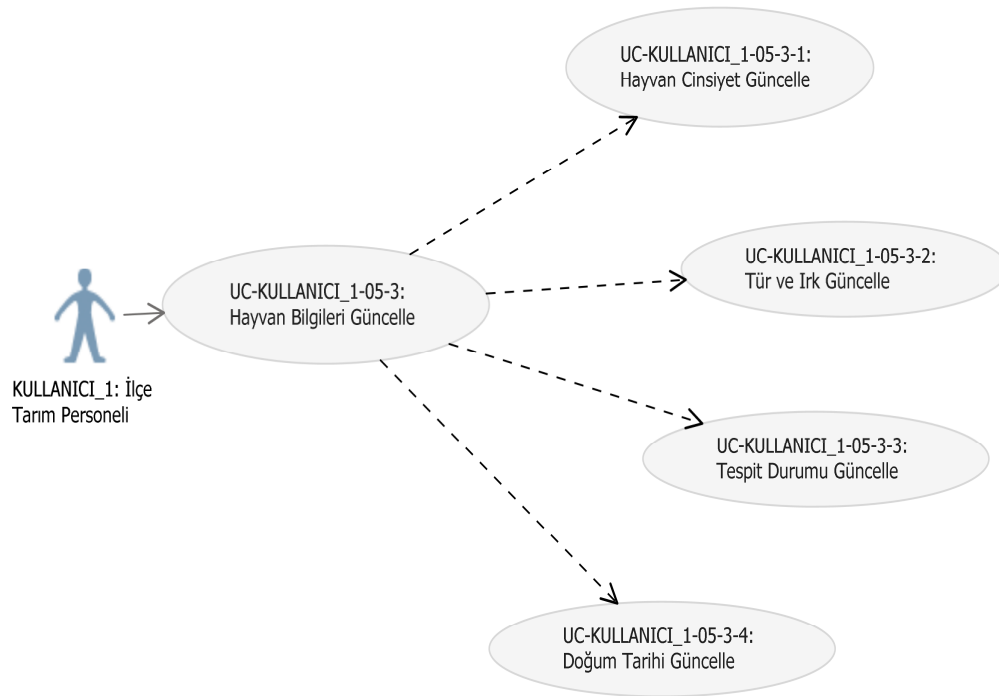 UC-KULLANICI_1-05-3-1:
Hayvan Cinsiyet Güncelle
UC-KULLANICI_1-05-3-2:
Tür ve Irk Güncelle
UC-KULLANICI_1-05-3:
Hayvan Bilgileri Güncelle
KULLANICI_1: İlçe
Tarım Personeli
UC-KULLANICI_1-05-3-3:
Tespit Durumu Güncelle
UC-KULLANICI_1-05-3-4:
Doğum Tarihi Güncelle